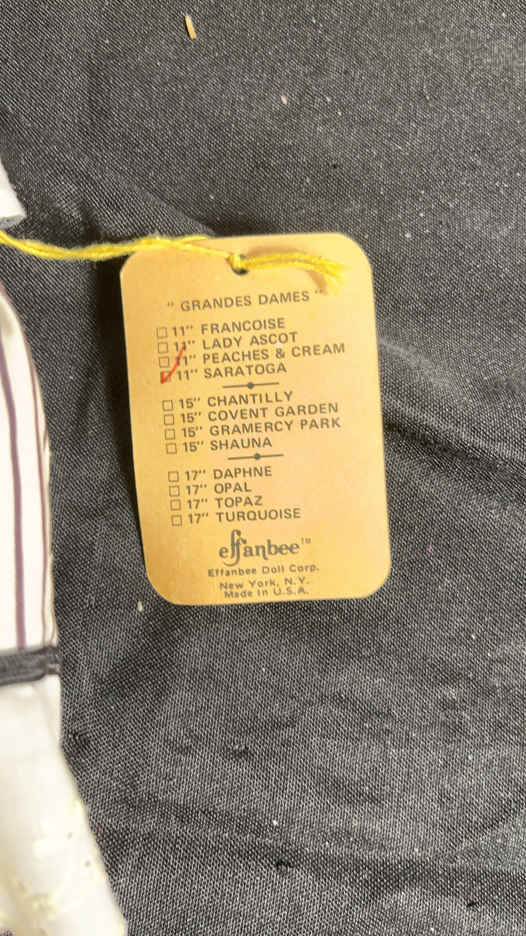 " GRANDES DAMES "
☐ 11" FRANCOISE
☐ 11" LADY ASCOT
☐ 11" PEACHES & CREAM
☑ 11" SARATOGA
☐ 15" CHANTILLY
☐ 15" COVENT GARDEN
☐ 15" GRAMERCY PARK
☐ 15" SHAUNA
☐ 17" DAPHNE
☐ 17" OPAL
☐ 17" TOPAZ
☐ 17" TURQUOISE
effanbee™
Effanbee Doll Corp.
New York, N.Y.
Made In U.S.A.